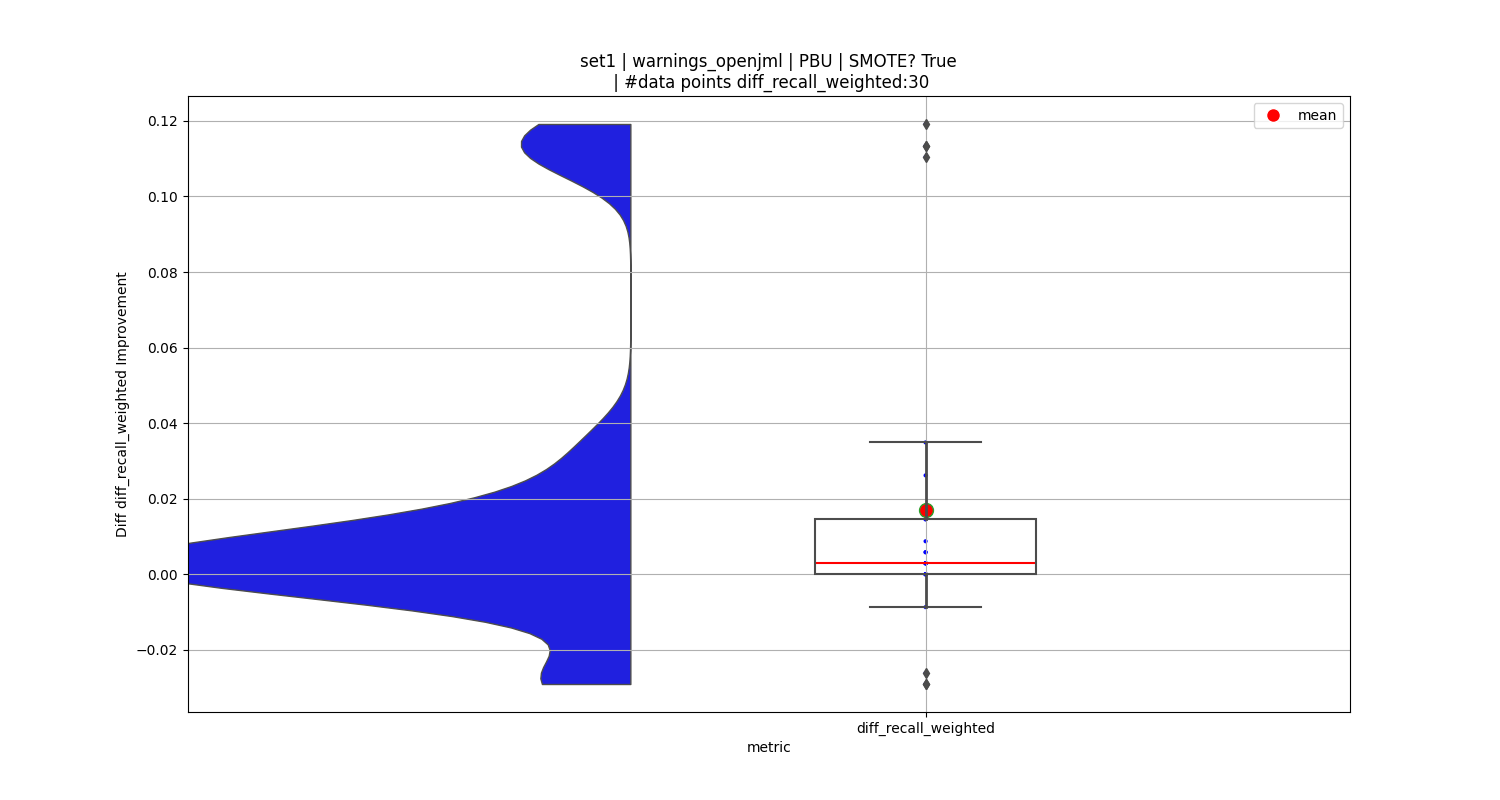 set1 | warnings_openjml | PBU | SMOTE? True
| #data points diff_recall_weighted:30
mean
0.12
0.10
0.08
0.06
0.04
0.02
0.00
−0.02
Diff diff_recall_weighted Improvement
diff_recall_weighted
metric